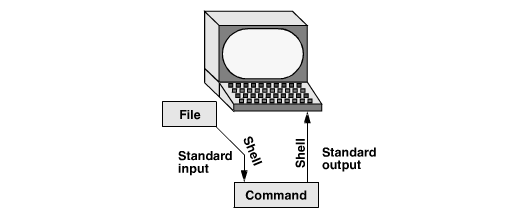 File
Shell
Standard
input
Shell
Standard
output
Command